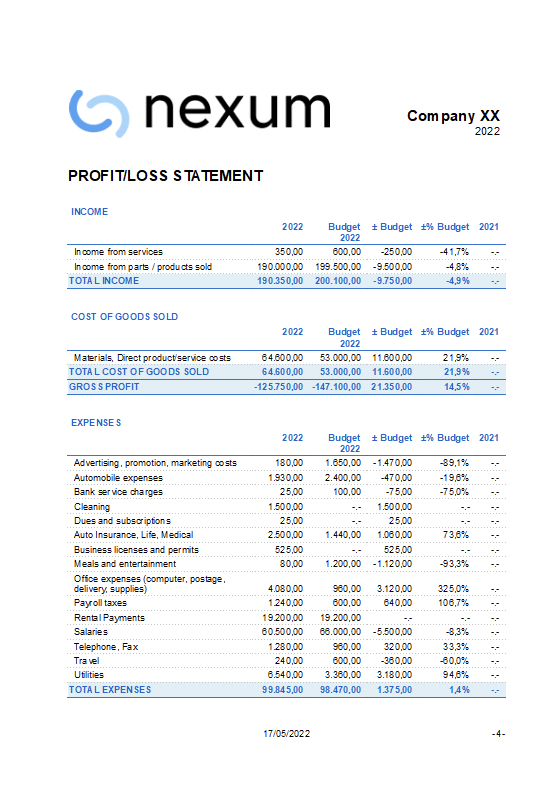 nexum
Company XX
2022
PROFIT/LOSS STATEMENT
INCOME
2022 Budget 2022 ± Budget ±% Budget 2021
Income from services 350,00 600,00 -250,00 -41,7% -.-
Income from parts / products sold 190.000,00 199.500,00 -9.500,00 -4,8% -.-
TOTAL INCOME 190.350,00 200.100,00 -9.750,00 -4,9% -.-
COST OF GOODS SOLD
2022 Budget 2022 ± Budget ±% Budget 2021
Materials, Direct product/service costs 64.600,00 53.000,00 11.600,00 21,9% -.-
TOTAL COST OF GOODS SOLD 64.600,00 53.000,00 11.600,00 21,9% -.-
GROSS PROFIT -125.750,00 -147.100,00 21.350,00 14,5% -.-
EXPENSES
2022 Budget 2022 ± Budget ±% Budget 2021
Advertising, promotion, marketing costs 180,00 1.650,00 -1.470,00 -89,1% -.-
Automobile expenses 1.930,00 2.400,00 -470,00 -19,6% -.-
Bank service charges 25,00 100,00 -75,00 -75,0% -.-
Cleaning 1.500,00 -.- 1.500,00 -.- -.-
Dues and subscriptions 25,00 -.- 25,00 -.- -.-
Auto Insurance, Life, Medical 2.500,00 1.440,00 1.060,00 73,6% -.-
Business licenses and permits 525,00 -.- 525,00 -.- -.-
Meals and entertainment 80,00 1.200,00 -1.120,00 -93,3% -.-
Office expenses (computer, postage,
delivery, supplies) 4.080,00 960,00 3.120,00 325,0% -.-
Payroll taxes 1.240,00 600,00 640,00 106,7% -.-
Rental Payments 19.200,00 19.200,00 -.- -.- -.-
Salaries 60.500,00 66.000,00 -5.500,00 -8,3% -.-
Telephone, Fax 1.280,00 960,00 320,00 33,3% -.-
Travel 240,00 600,00 -360,00 -60,0% -.-
Utilities 6.540,00 3.360,00 3.180,00 94,6% -.-
TOTAL EXPENSES 99.845,00 98.470,00 1.375,00 1,4% -.-
17/05/2022 -4-